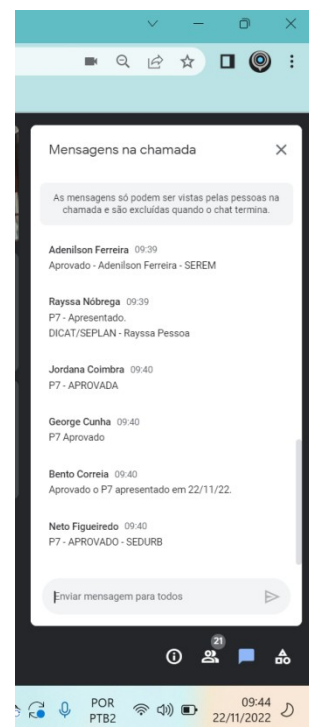 Mensagens na chamada
As mensagens só podem ser vistas pelas pessoas na
chamada e são excluídas quando o chat termina.
Adenilson Ferreira 09:39
Aprovado - Adenilson Ferreira - SEREM
Rayssa Nóbrega 09:39
P7 - Apresentado.
DICAT/SEPLAN - Rayssa Pessoa
Jordana Coimbra 09:40
P7 - APROVADA
George Cunha 09:40
P7 Aprovado
Bento Correia 09:40
Aprovado o P7 apresentado em 22/11/22.
Neto Figueiredo 09:40
P7 - APROVADO - SEDURB
Enviar mensagem para todos
21
POR
PTB2
09:44
22/11/2022